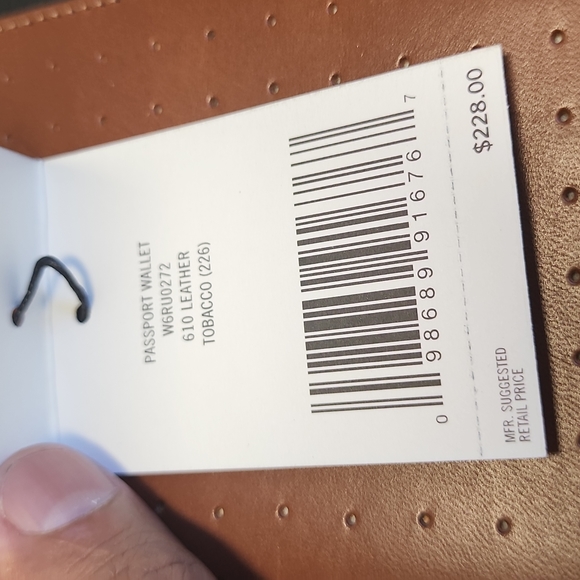 PASSPORT WALLET
W6RU0272
610 LEATHER
TOBACCO (226)
0 98689 91676 7
MFR. SUGGESTED
RETAIL PRICE
$228.00